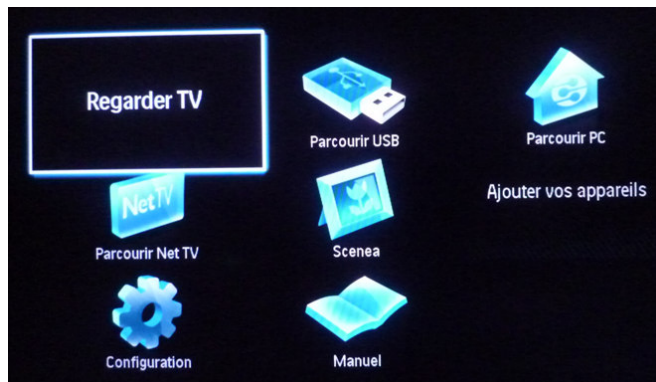 Regarder TV
Parcourir USB
Parcourir PC
NetTV
Parcourir Net TV
Scenea
Ajouter vos appareils
Configuration
Manuel